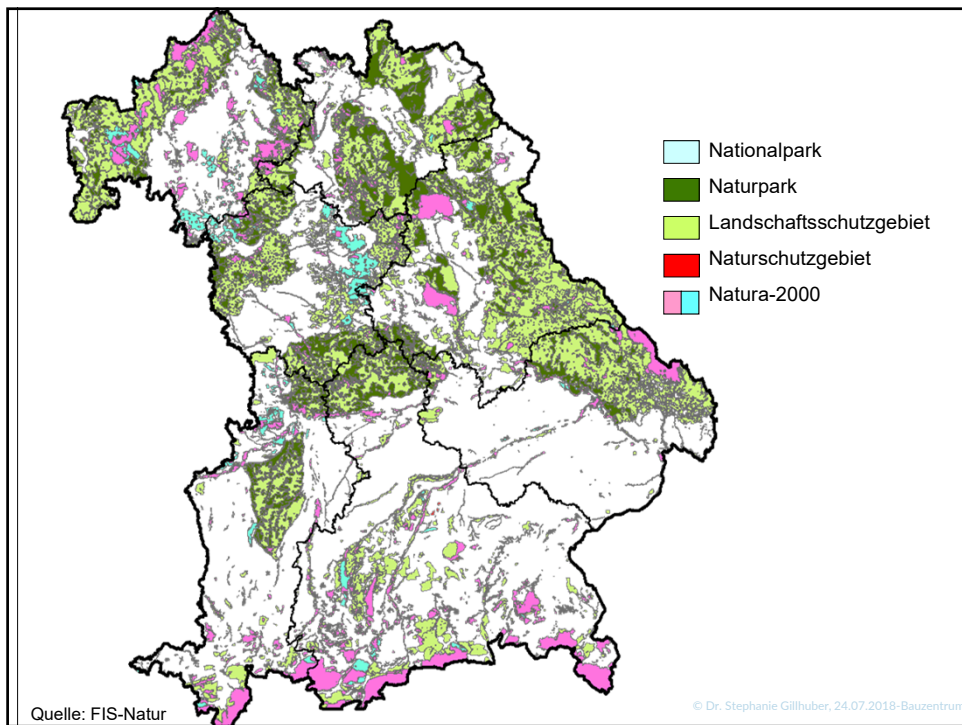 Nationalpark
Naturpark
Landschaftsschutzgebiet
Naturschutzgebiet
Natura-2000
Quelle: FIS-Natur
© Dr. Stephanie Gillhuber, 24.07.2018-Bauzentrum